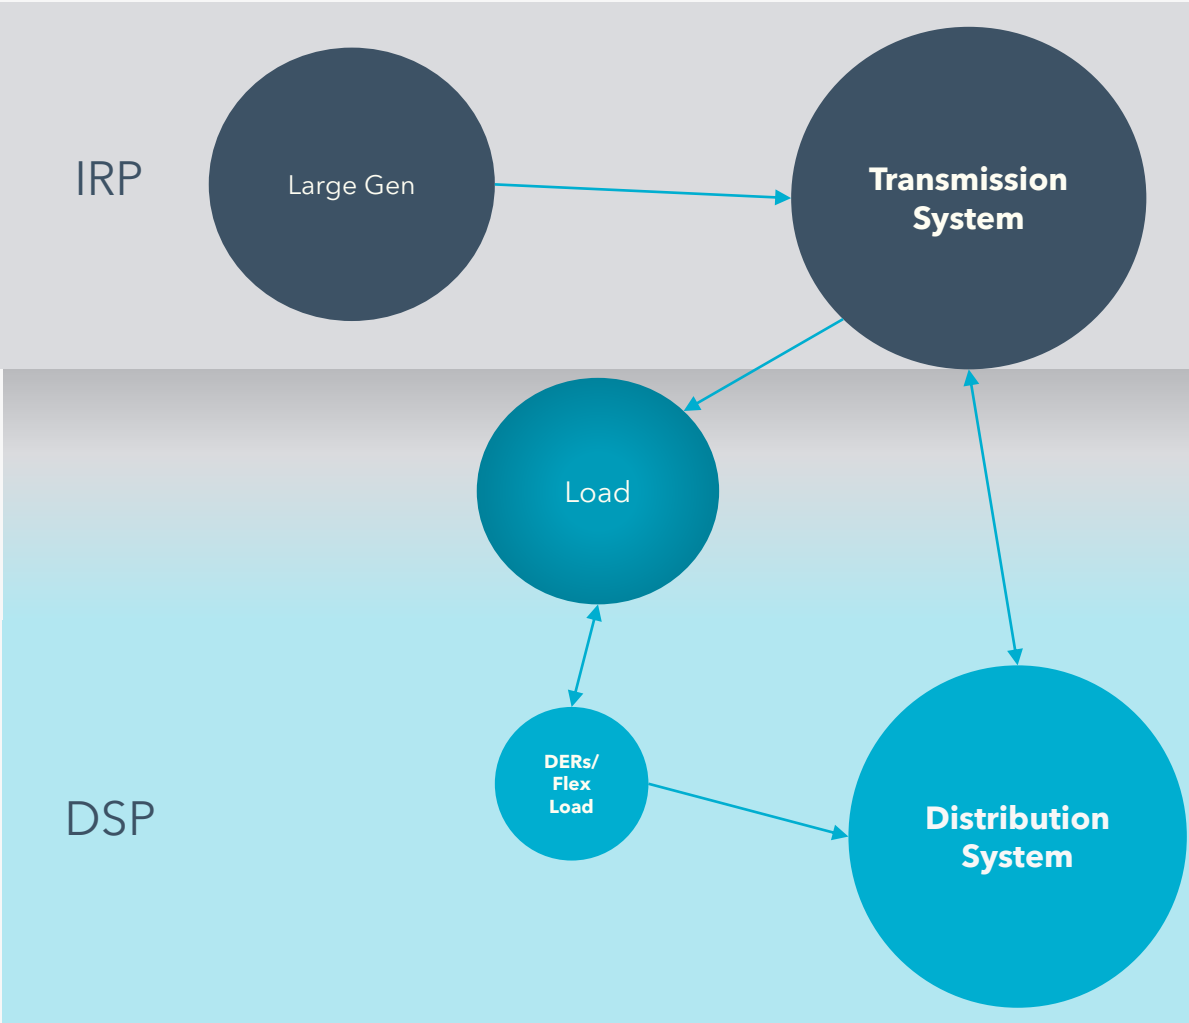 IRP
Large Gen
Transmission
System
Load
DERs/
Flex
Load
DSP
Distribution
System